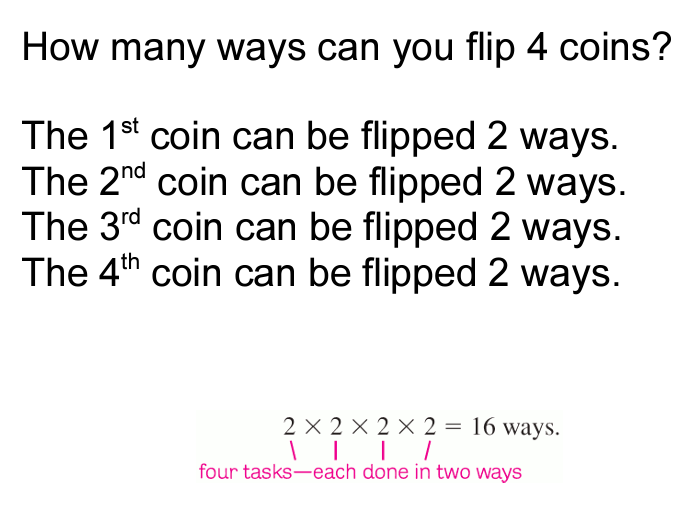 How many ways can you flip 4 coins?
The 1st coin can be flipped 2 ways.
The 2nd coin can be flipped 2 ways.
The 3rd coin can be flipped 2 ways.
The 4th coin can be flipped 2 ways.
2 × 2 × 2 × 2 = 16 ways.
four tasks—each done in two ways